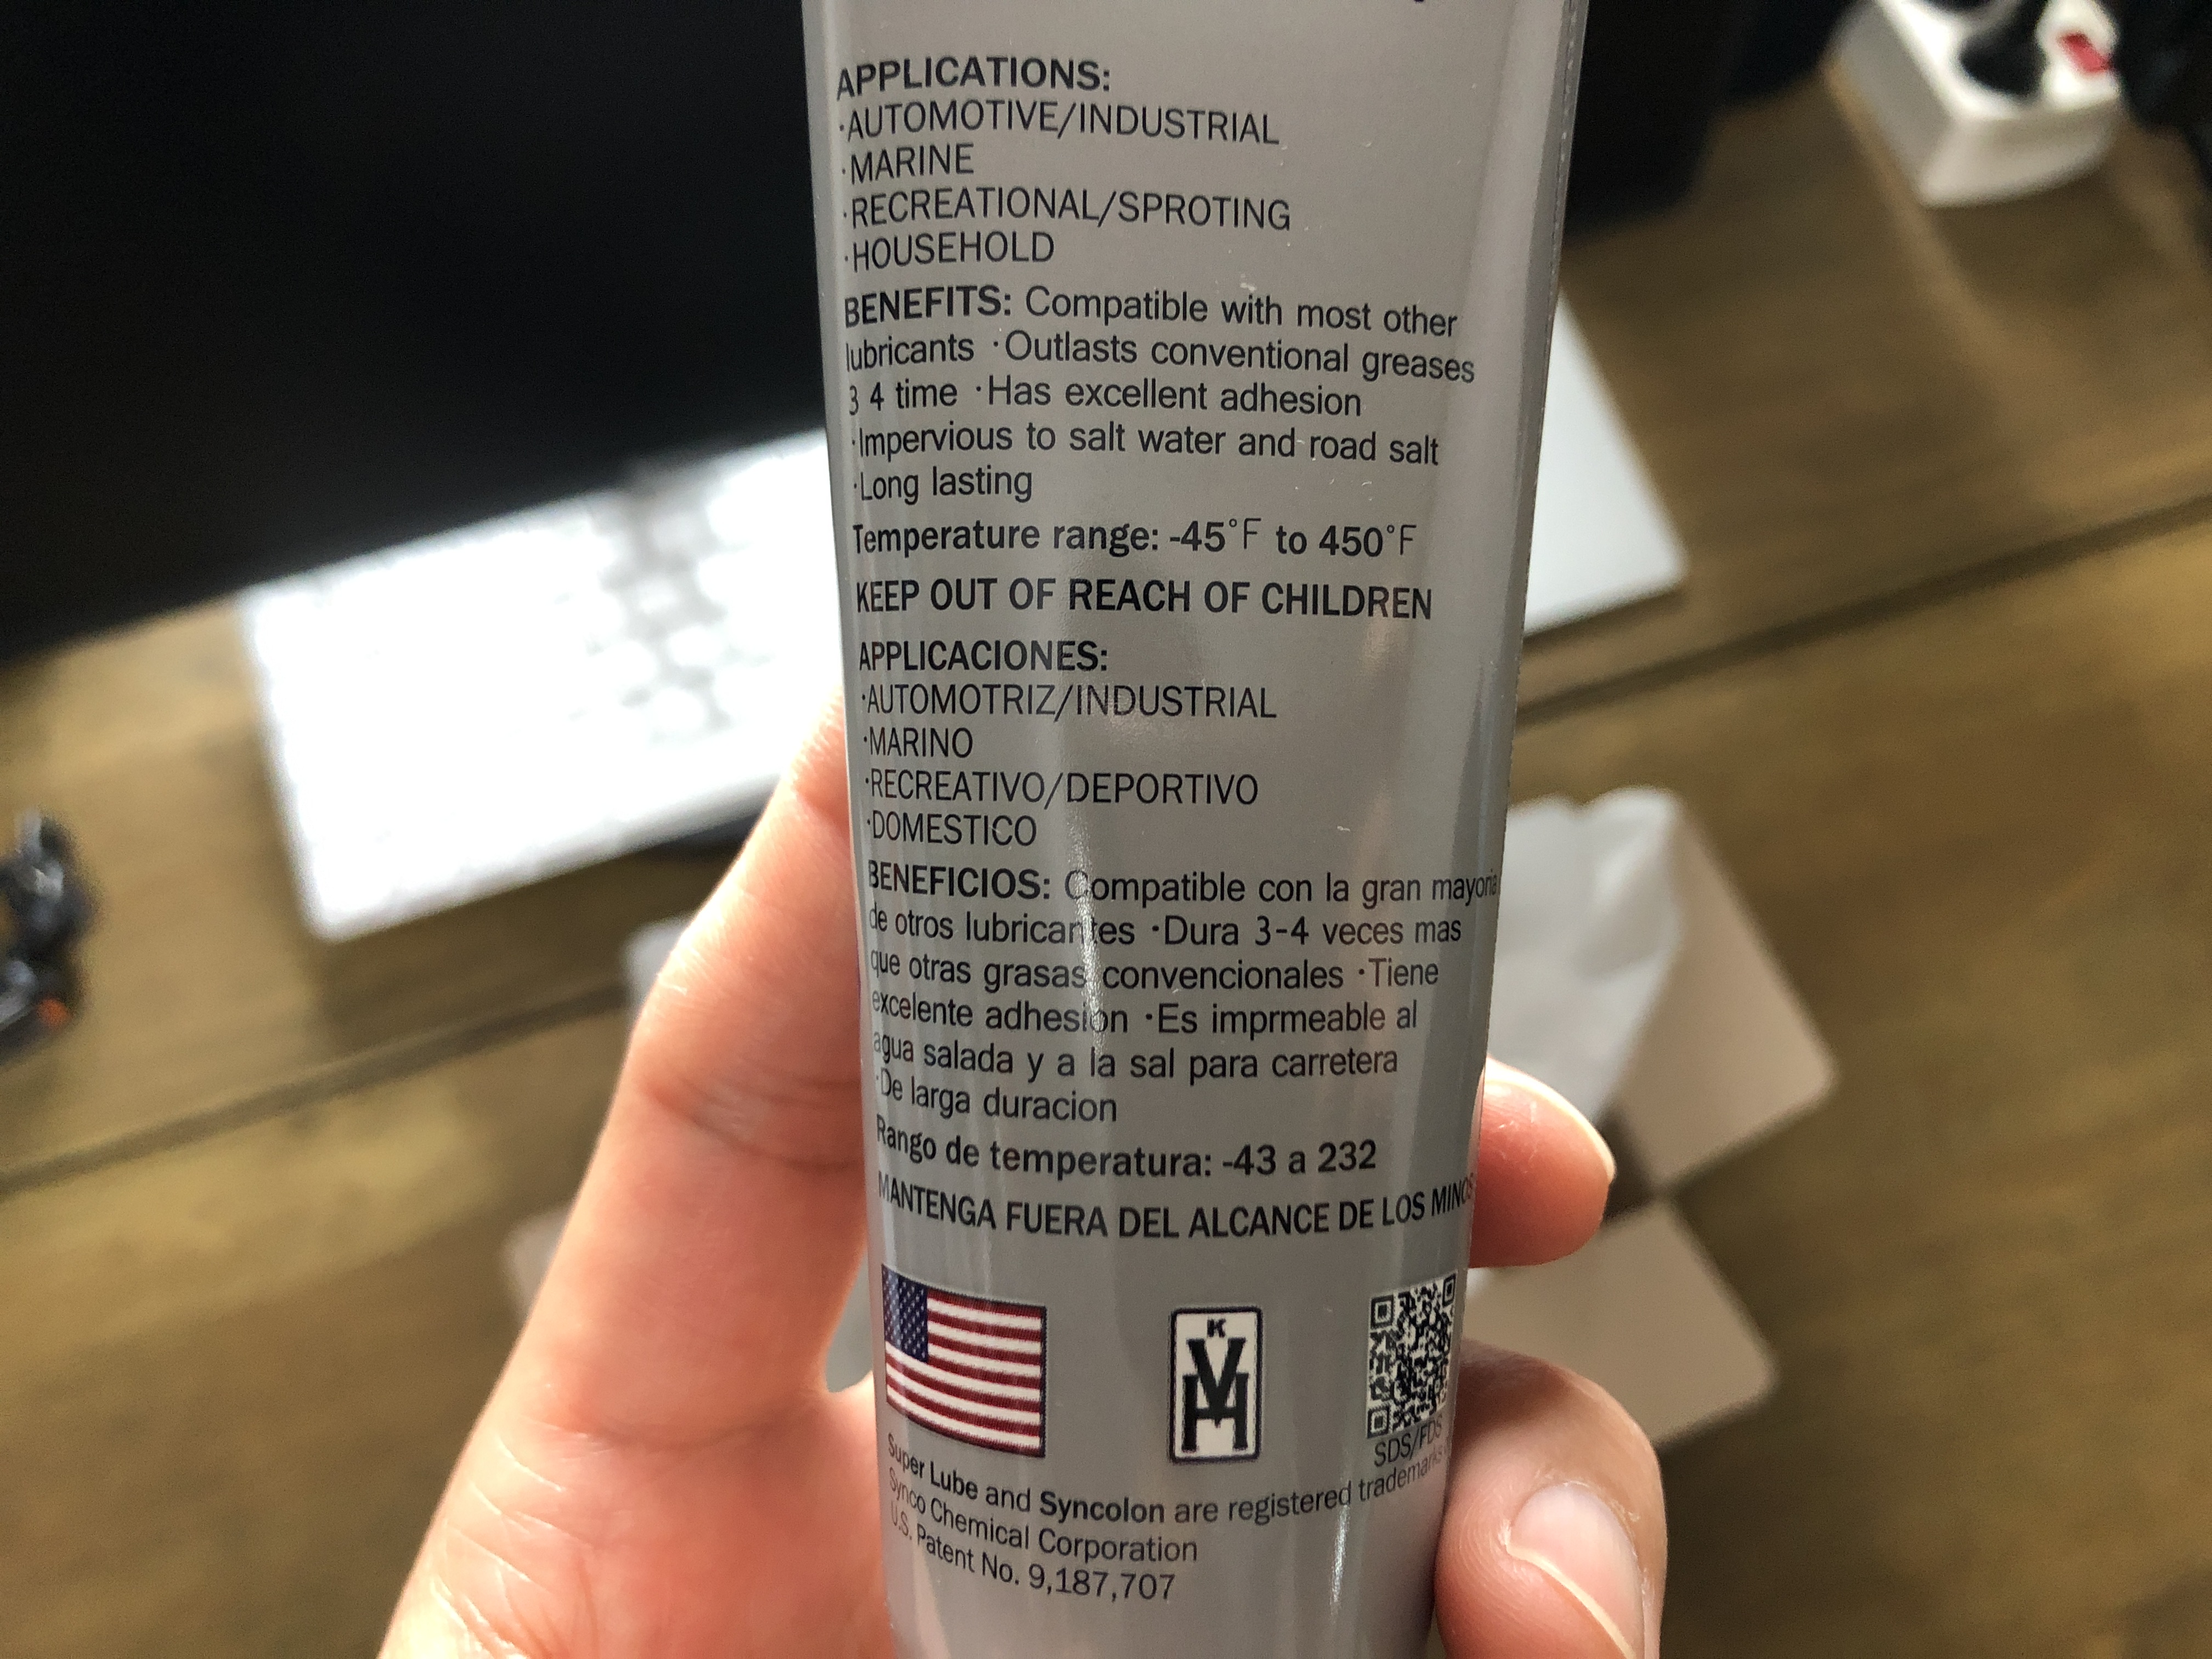 APPLICATIONS:
·AUTOMOTIVE/INDUSTRIAL
·MARINE
·RECREATIONAL/SPROTING
·HOUSEHOLD
BENEFITS: Compatible with most other
lubricants ·Outlasts conventional greases
3 4 time ·Has excellent adhesion
·Impervious to salt water and road salt
·Long lasting
Temperature range: -45°F to 450°F
KEEP OUT OF REACH OF CHILDREN
APPLICACIONES:
·AUTOMOTRIZ/INDUSTRIAL
·MARINO
·RECREATIVO/DEPORTIVO
·DOMESTICO
BENEFICIOS: Compatible con la gran mayoria
de otros lubricantes ·Dura 3-4 veces mas
que otras grasas convencionales ·Tiene
excelente adhesion ·Es imprmeable al
agua salada y a la sal para carretera
·De larga duracion
Rango de temperatura: -43 a 232
MANTENGA FUERA DEL ALCANCE DE LOS MINOS
K
V
H
SDS/FDS
Super Lube and Syncolon are registered trademarks
Synco Chemical Corporation
U.S. Patent No. 9,187,707